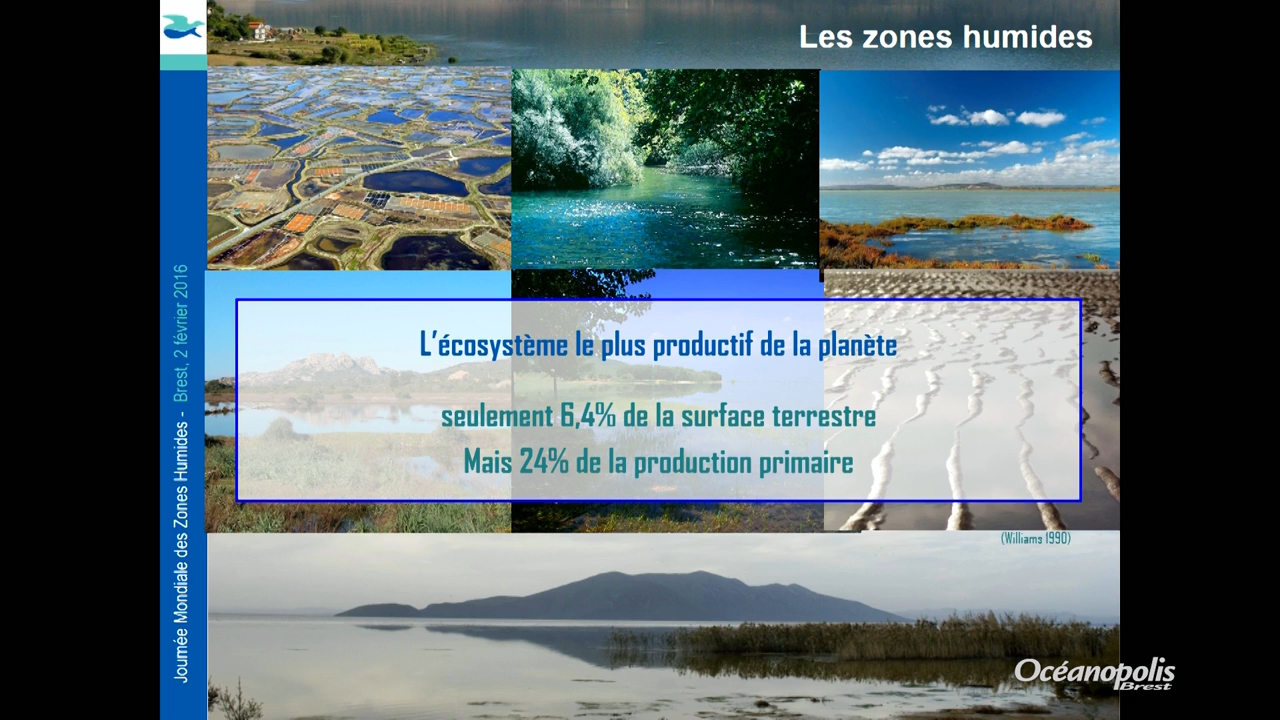 Les zones humides
L'écosystème le plus productif de la planète
seulement 6,4% de la surface terrestre
Mais 24% de la production primaire
(Williams 1990)
Journée Mondiale des Zones Humides - Brest, 2 février 2016
Océanopolis
Brest